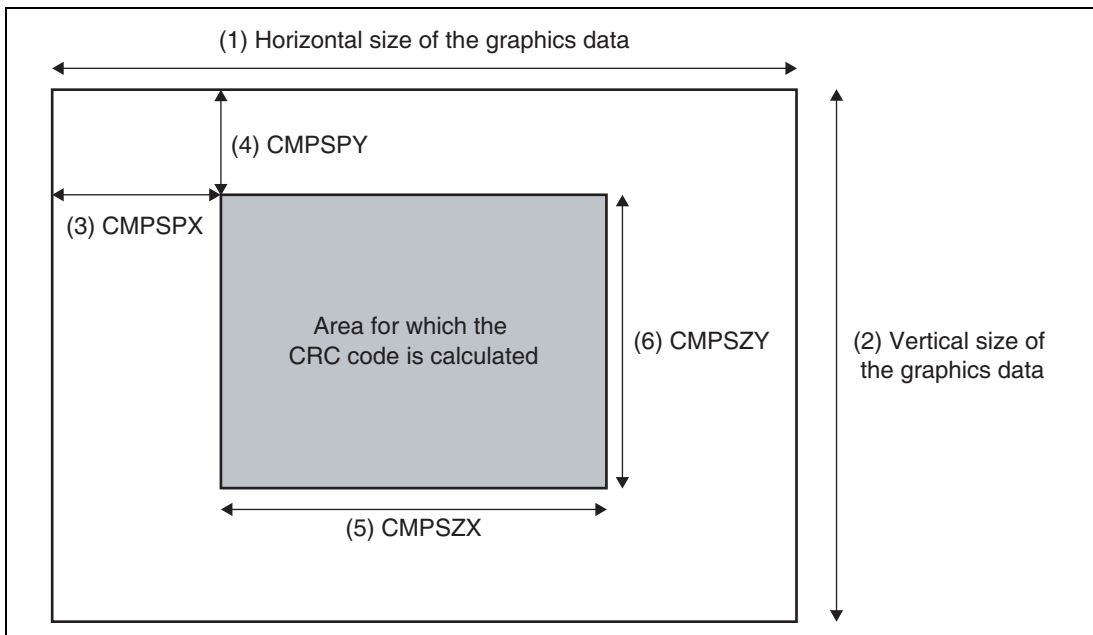 (1) Horizontal size of the graphics data
(4) CMPSPY
(3) CMPSPX
Area for which the
CRC code is calculated
(6) CMPSZY
(2) Vertical size of
the graphics data
(5) CMPSZX